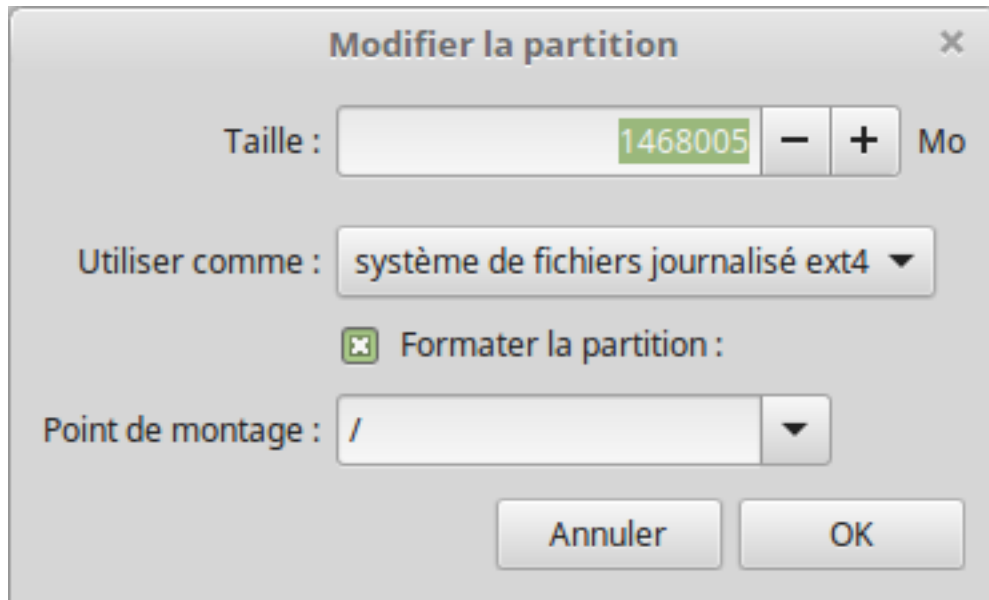 Modifier la partition
Taille : 1468005 Mo
Utiliser comme : système de fichiers journalisé ext4
Formater la partition :
Point de montage : /
Annuler OK